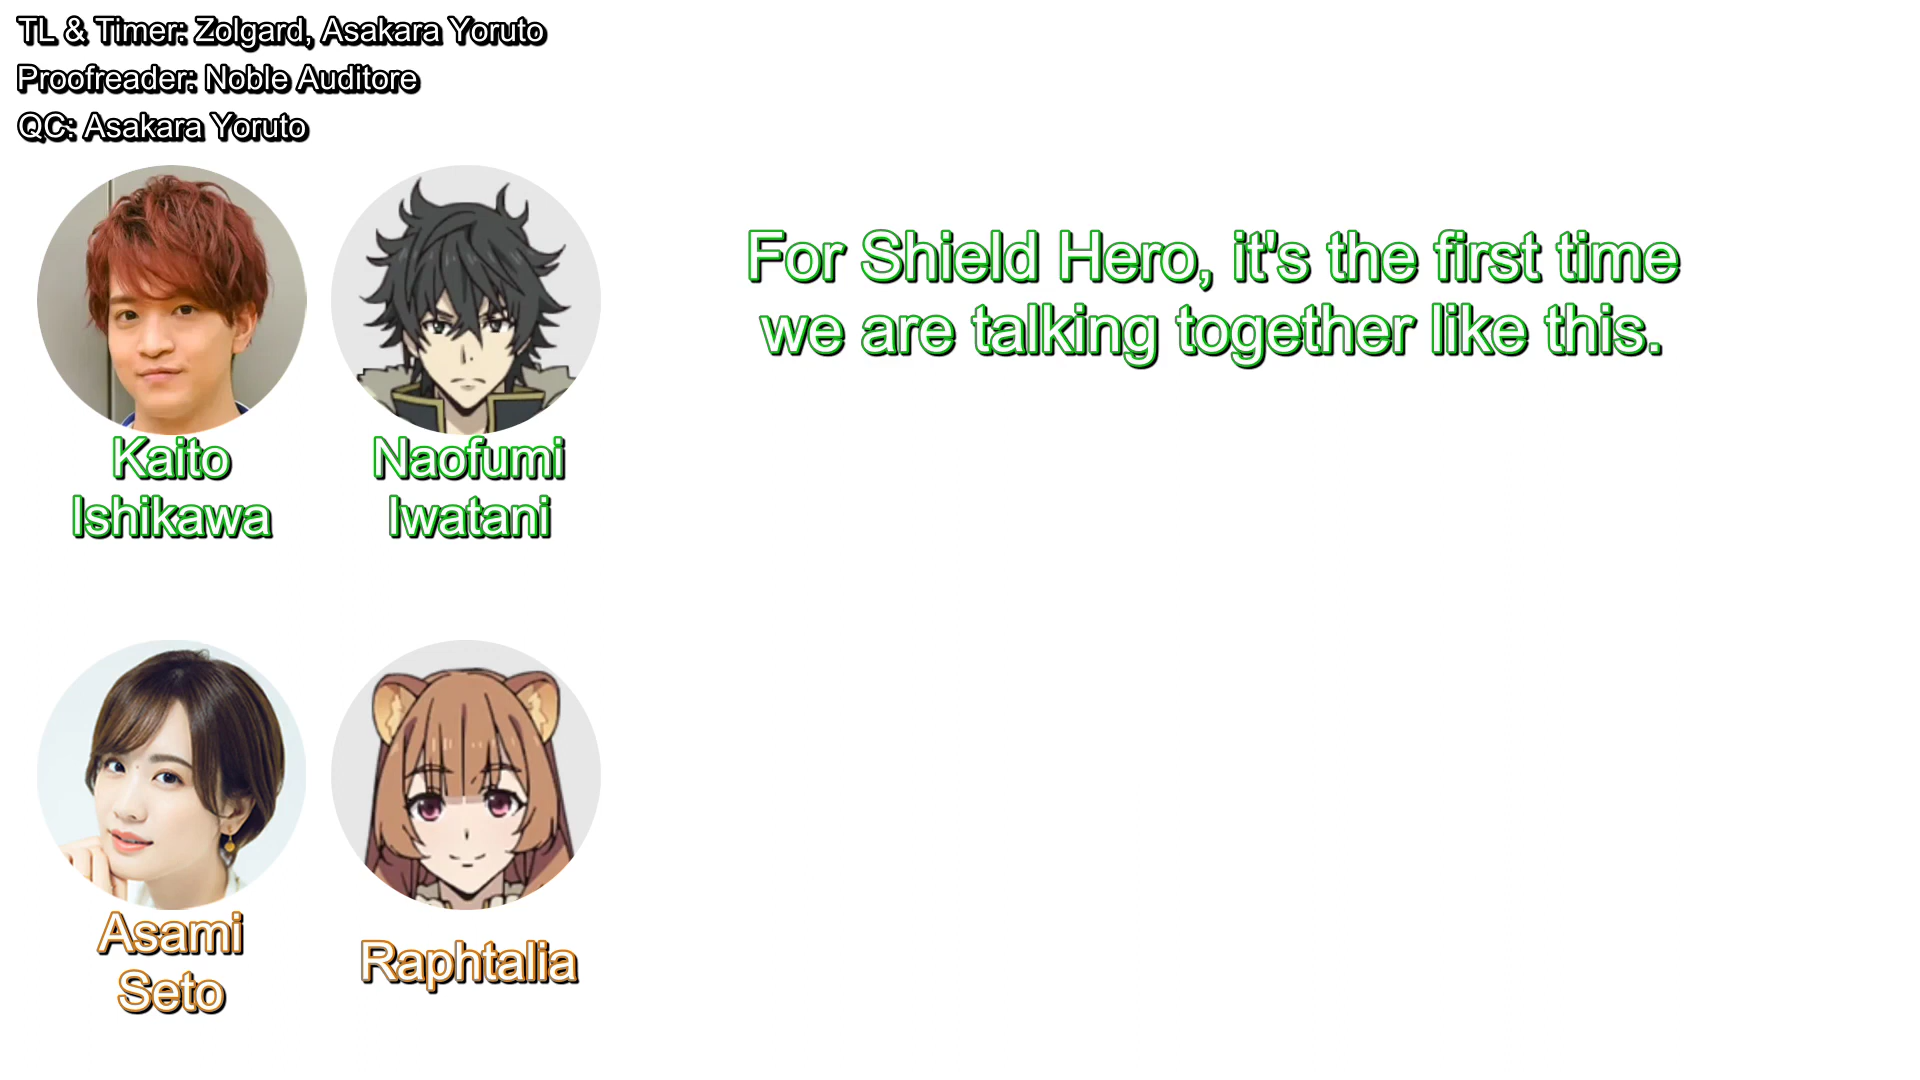 TL & Timer: Zolgard, Asakara Yoruto
Proofreader: Noble Auditore
QC: Asakara Yoruto
For Shield Hero, it's the first time
we are talking together like this.
Kaito
Ishikawa
Naofumi
Iwatani
Asami
Seto
Raphtalia